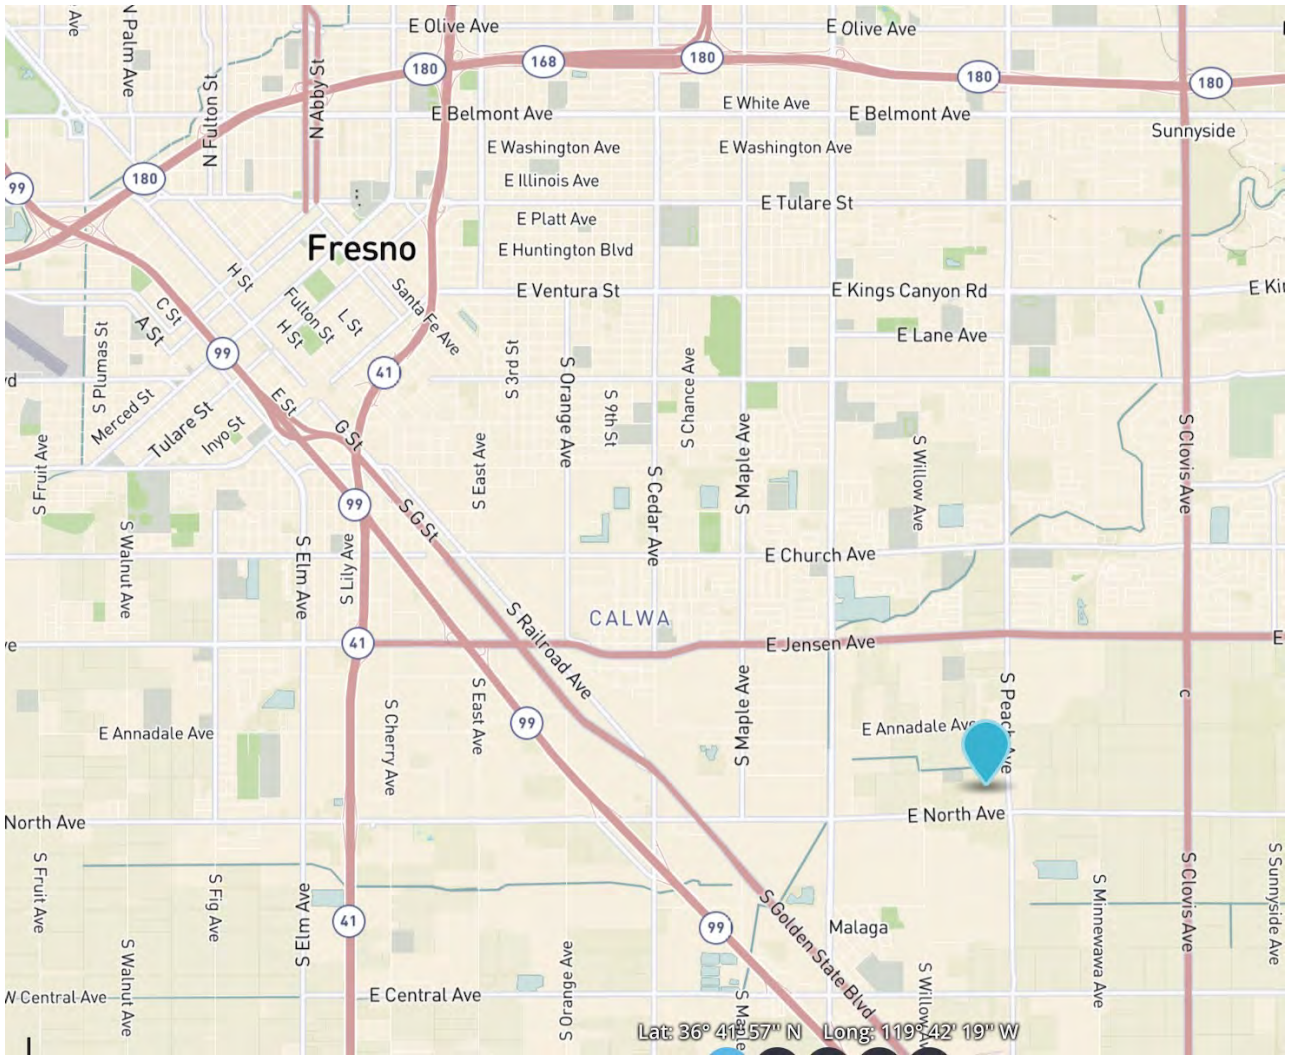 Ave
N Palm Ave
N Fulton St
N Abby St
E Olive Ave
E Olive Ave
180
168
180
180
180
E Belmont Ave
E White Ave
E Belmont Ave
Sunnyside
E Washington Ave
E Washington Ave
99
180
E Illinois Ave
E Tulare St
E Platt Ave
Fresno
E Huntington Blvd
H St
C St
A St
Fulton St
H St
L St
Santa Fe Ave
E Ventura St
E Kings Canyon Rd
E Kin
E Lane Ave
99
41
S Plumas St
S 3rd St
S Orange Ave
S 9th St
S Chance Ave
Merced St
Tulare St
Inyo St
E St
G St
S Fruit Ave
S East Ave
S Cedar Ave
S Maple Ave
S Willow Ave
S Clovis Ave
99
S G St
S Walnut Ave
S Elm Ave
S Lily Ave
E Church Ave
S Railroad Ave
CALWA
41
E Jensen Ave
E
S Cherry Ave
S East Ave
99
S Maple Ave
S Peach Ave
c
E Annadale Ave
E Annadale Ave
North Ave
E North Ave
S Fruit Ave
S Fig Ave
S Elm Ave
S Walnut Ave
41
S Orange Ave
99
S Golden State Blvd
Malaga
S Willow Av
S Minnewawa Ave
S Clovis Ave
S Sunnyside Ave
W Central Ave
E Central Ave
Lat: 36° 41' 57" N Long: 119° 42' 19" W